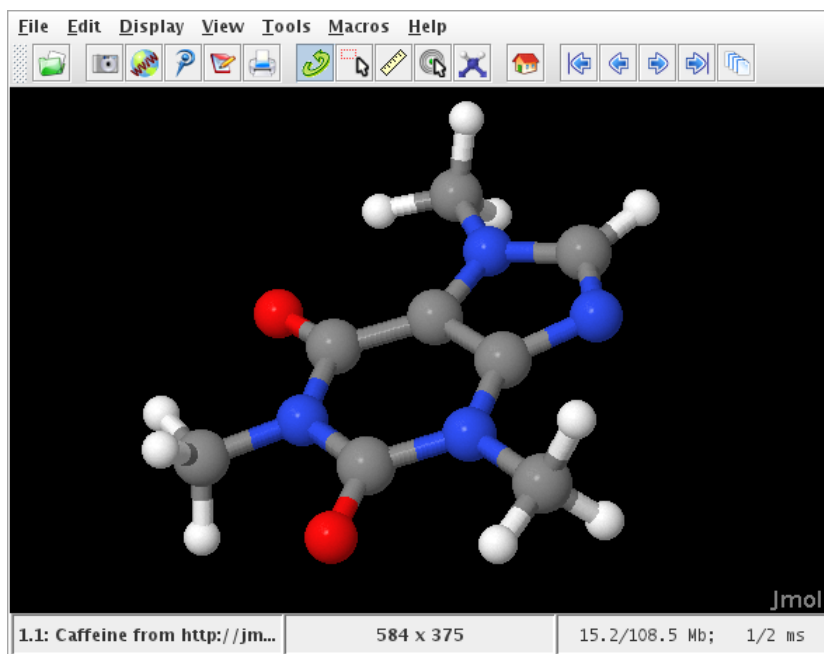 File Edit Display View Tools Macros Help
Jmol
1.1: Caffeine from http://jm... 584 x 375 15.2/108.5 Mb; 1/2 ms